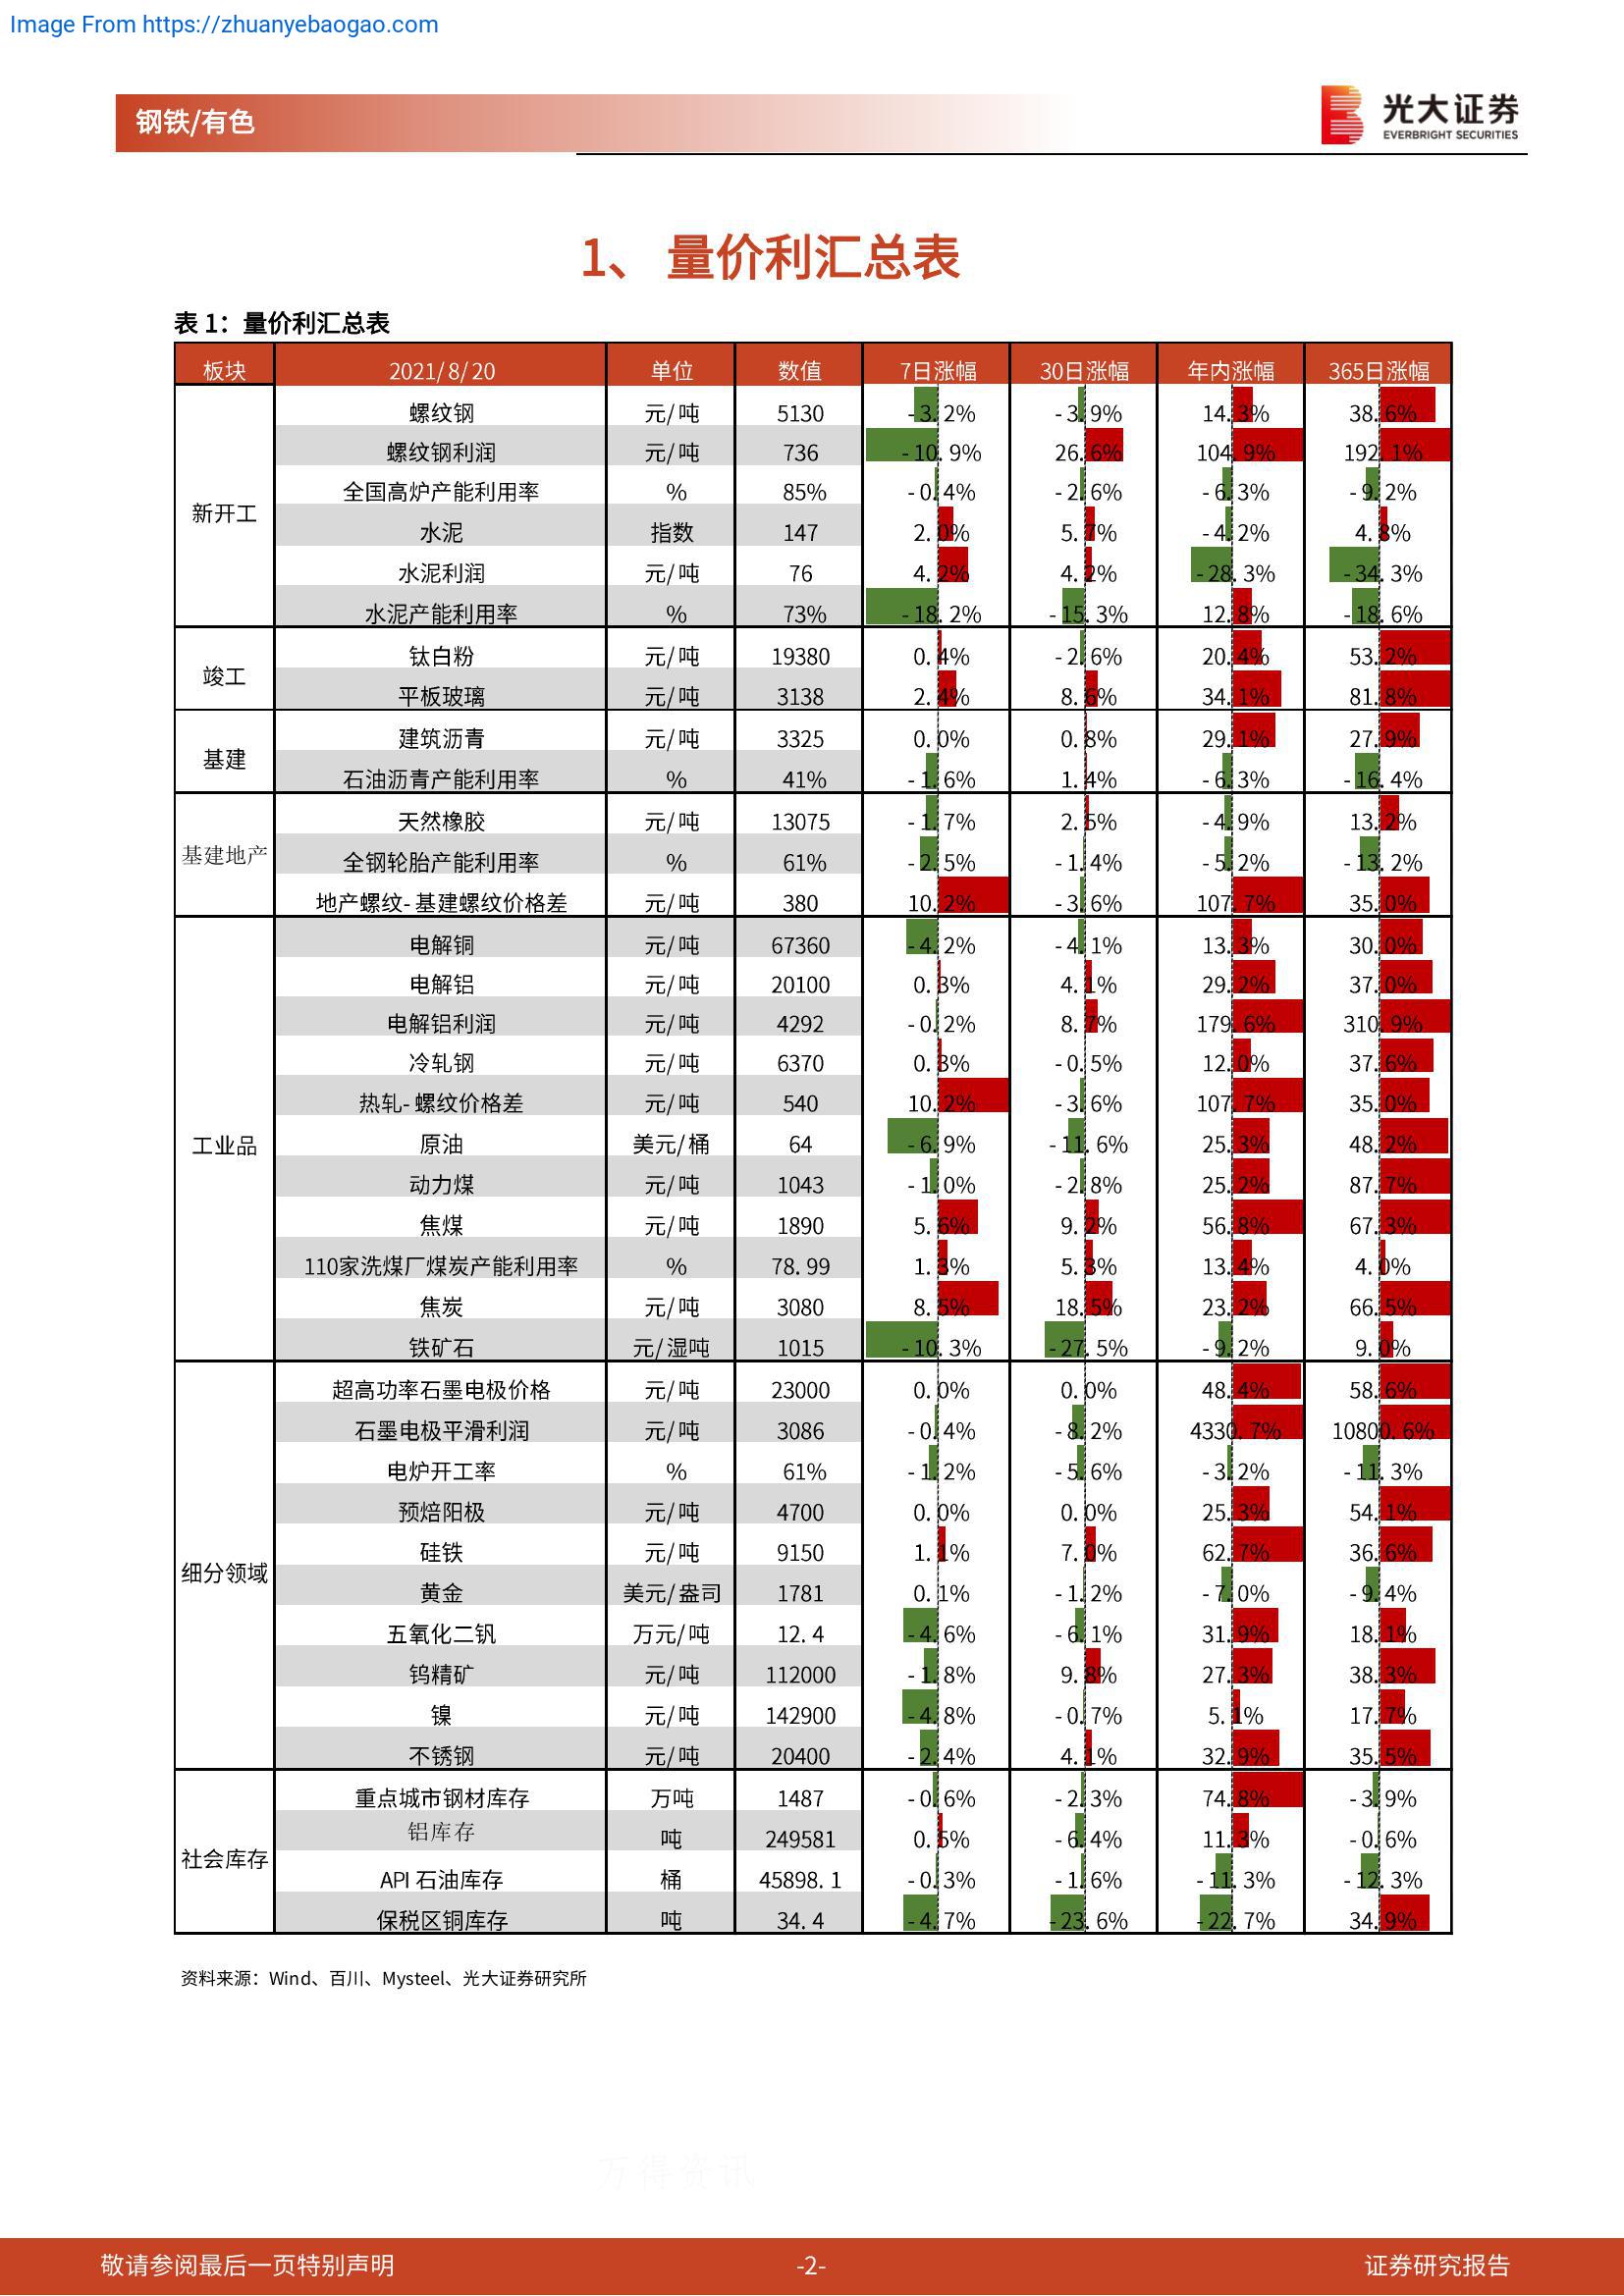 Image From https://zhuanyebaogao.com
钢铁/有色
光大证券
EVERBRIGHT SECURITIES
1、 量价利汇总表
表 1：量价利汇总表
板块 2021/8/20 单位 数值 7日涨幅 30日涨幅 年内涨幅 365日涨幅
新开工
螺纹钢 元/吨 5130 -3.2% -3.9% 14.3% 38.6%
螺纹钢利润 元/吨 736 -10.9% 26.6% 104.9% 192.1%
全国高炉产能利用率 % 85% -0.4% -2.6% -6.3% -9.2%
水泥 指数 147 2.0% 5.7% -4.2% 4.8%
水泥利润 元/吨 76 4.2% 4.2% -28.3% -34.3%
水泥产能利用率 % 73% -18.2% -15.3% 12.8% -18.6%
竣工
钛白粉 元/吨 19380 0.4% -2.6% 20.4% 53.2%
平板玻璃 元/吨 3138 2.4% 8.6% 34.1% 81.8%
基建
建筑沥青 元/吨 3325 0.0% 0.8% 29.1% 27.9%
石油沥青产能利用率 % 41% -1.6% 1.4% -6.3% -16.4%
基建地产
天然橡胶 元/吨 13075 -1.7% 2.5% -4.9% 13.2%
全钢轮胎产能利用率 % 61% -2.5% -1.4% -5.2% -13.2%
地产螺纹-基建螺纹价格差 元/吨 380 10.2% -3.6% 107.7% 35.0%
工业品
电解铜 元/吨 67360 -4.2% -4.1% 13.3% 30.0%
电解铝 元/吨 20100 0.3% 4.1% 29.2% 37.0%
电解铝利润 元/吨 4292 -0.2% 8.7% 179.6% 310.9%
冷轧钢 元/吨 6370 0.3% -0.5% 12.0% 37.6%
热轧-螺纹价格差 元/吨 540 10.2% -3.6% 107.7% 35.0%
原油 美元/桶 64 -6.9% -11.6% 25.3% 48.2%
动力煤 元/吨 1043 -1.0% -2.8% 25.2% 87.7%
焦煤 元/吨 1890 5.6% 9.2% 56.8% 67.3%
110家洗煤厂煤炭产能利用率 % 78.99 1.3% 5.3% 13.4% 4.0%
焦炭 元/吨 3080 8.5% 18.5% 23.2% 66.5%
铁矿石 元/湿吨 1015 -10.3% -27.5% -9.2% 9.0%
细分领域
超高功率石墨电极价格 元/吨 23000 0.0% 0.0% 48.4% 58.6%
石墨电极平滑利润 元/吨 3086 -0.4% -8.2% 4330.7% 10800.6%
电炉开工率 % 61% -1.2% -5.6% -3.2% -11.3%
预焙阳极 元/吨 4700 0.0% 0.0% 25.3% 54.1%
硅铁 元/吨 9150 1.1% 7.0% 62.7% 36.6%
黄金 美元/盎司 1781 0.1% -1.2% -7.0% -9.4%
五氧化二钒 万元/吨 12.4 -4.6% -6.1% 31.9% 18.1%
钨精矿 元/吨 112000 -1.8% 9.8% 27.3% 38.3%
镍 元/吨 142900 -4.8% -0.7% 5.1% 17.7%
不锈钢 元/吨 20400 -2.4% 4.1% 32.9% 35.5%
社会库存
重点城市钢材库存 万吨 1487 -0.6% -2.3% 74.8% -3.9%
铝库存 吨 249581 0.5% -6.4% 11.3% -0.6%
API 石油库存 桶 45898.1 -0.3% -1.6% -11.3% -12.3%
保税区铜库存 吨 34.4 -4.7% -23.6% -22.7% 34.9%
资料来源：Wind、百川、Mysteel、光大证券研究所
万得资讯
敬请参阅最后一页特别声明 -2- 证券研究报告